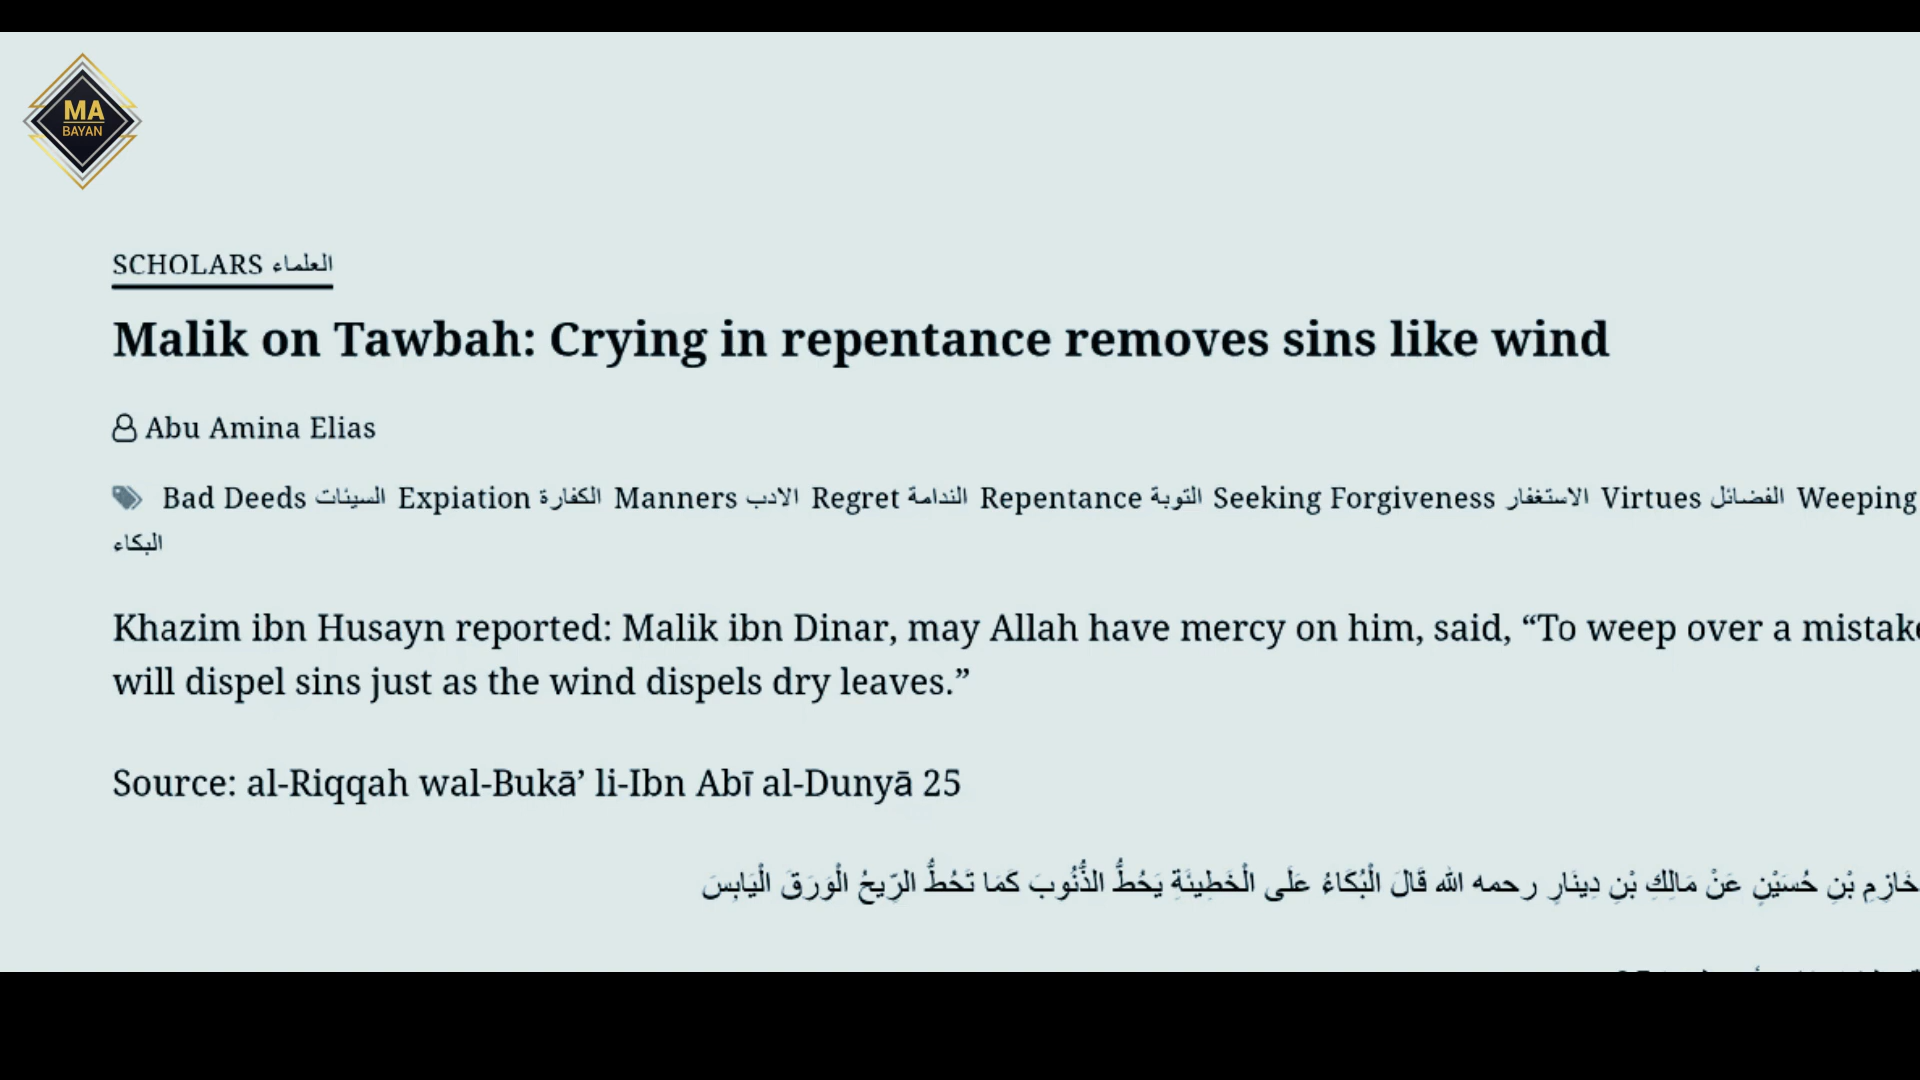 MA
BAYAN
SCHOLARS العلماء
Malik on Tawbah: Crying in repentance removes sins like wind
Abu Amina Elias
Bad Deeds السيئات Expiation الكفارة Manners الادب Regret الندامة Repentance التوبة Seeking Forgiveness الاستغفار Virtues الفضائل Weeping
البكاء
Khazim ibn Husayn reported: Malik ibn Dinar, may Allah have mercy on him, said, “To weep over a mistake
will dispel sins just as the wind dispels dry leaves.”
Source: al-Riqqah wal-Bukā’ li-Ibn Abī al-Dunyā 25
خَازِمِ بْنِ حُسَيْنٍ عَنْ مَالِكِ بْنِ دِينَارٍ رحمه الله قَالَ الْبُكَاءُ عَلَى الْخَطِيئَةِ يَحُطُّ الذُّنُوبَ كَمَا تَحُطُّ الرِّيحُ الْوَرَقَ الْيَابِسَ